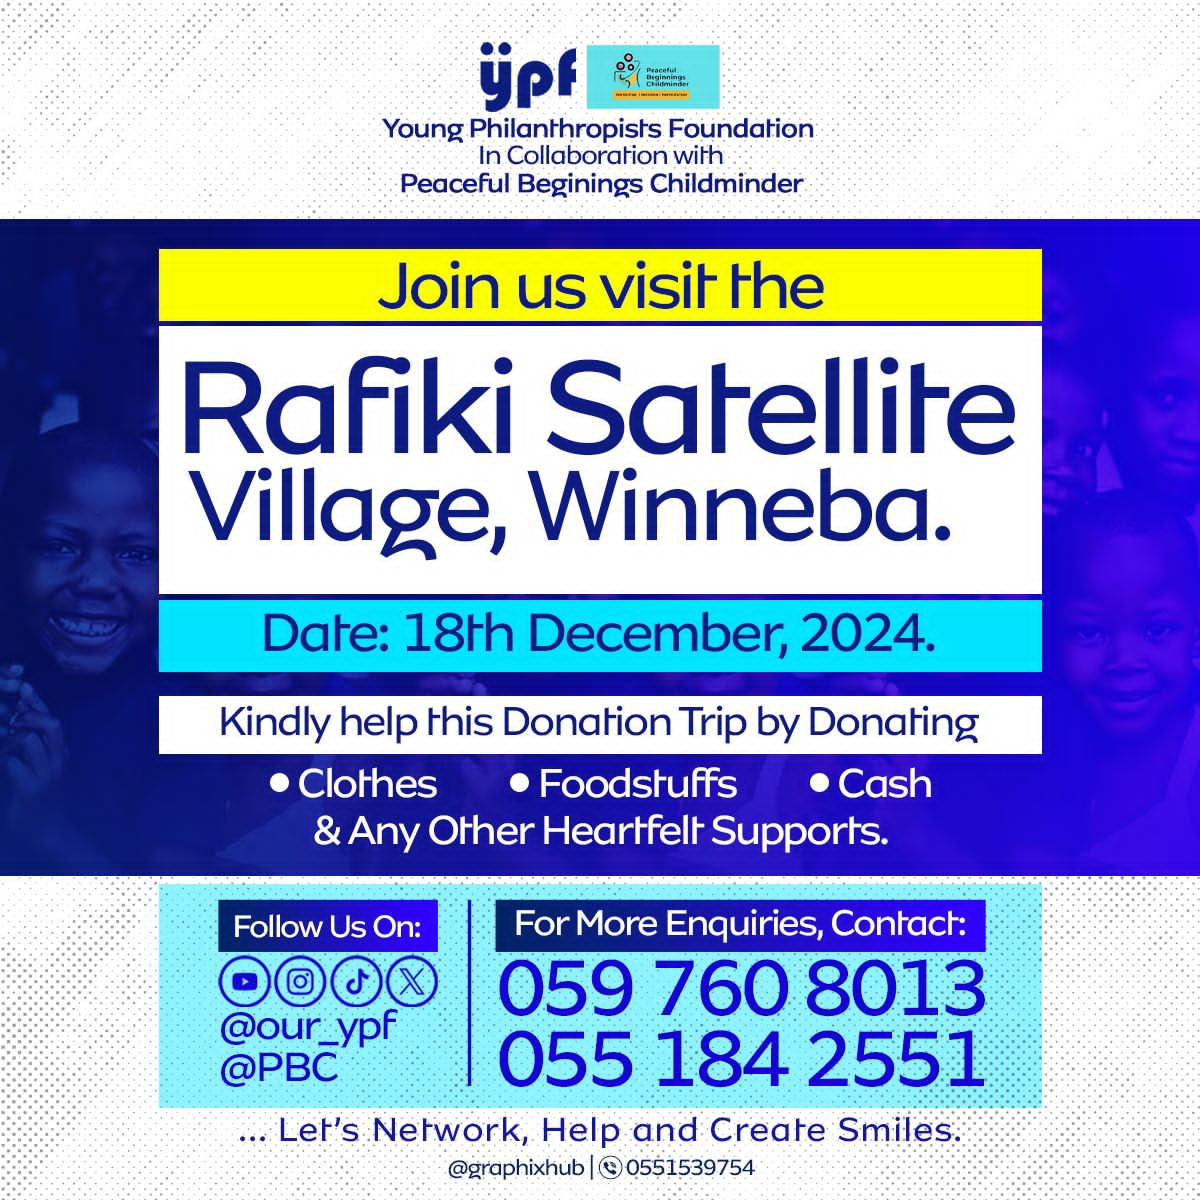 ÿpf
Peaceful
Beginnings
Childminder
Young Philanthropists Foundation
In Collaboration with
Peaceful Beginings Childminder
Join us visit the
Rafiki Satellite
Village, Winneba.
Date: 18th December, 2024.
Kindly help this Donation Trip by Donating
• Clothes • Foodstuffs • Cash
& Any Other Heartfelt Supports.
Follow Us On:
@our_ypf
@PBC
For More Enquiries, Contact:
059 760 8013
055 184 2551
... Let's Network, Help and Create Smiles.
@graphixhub | 0551539754